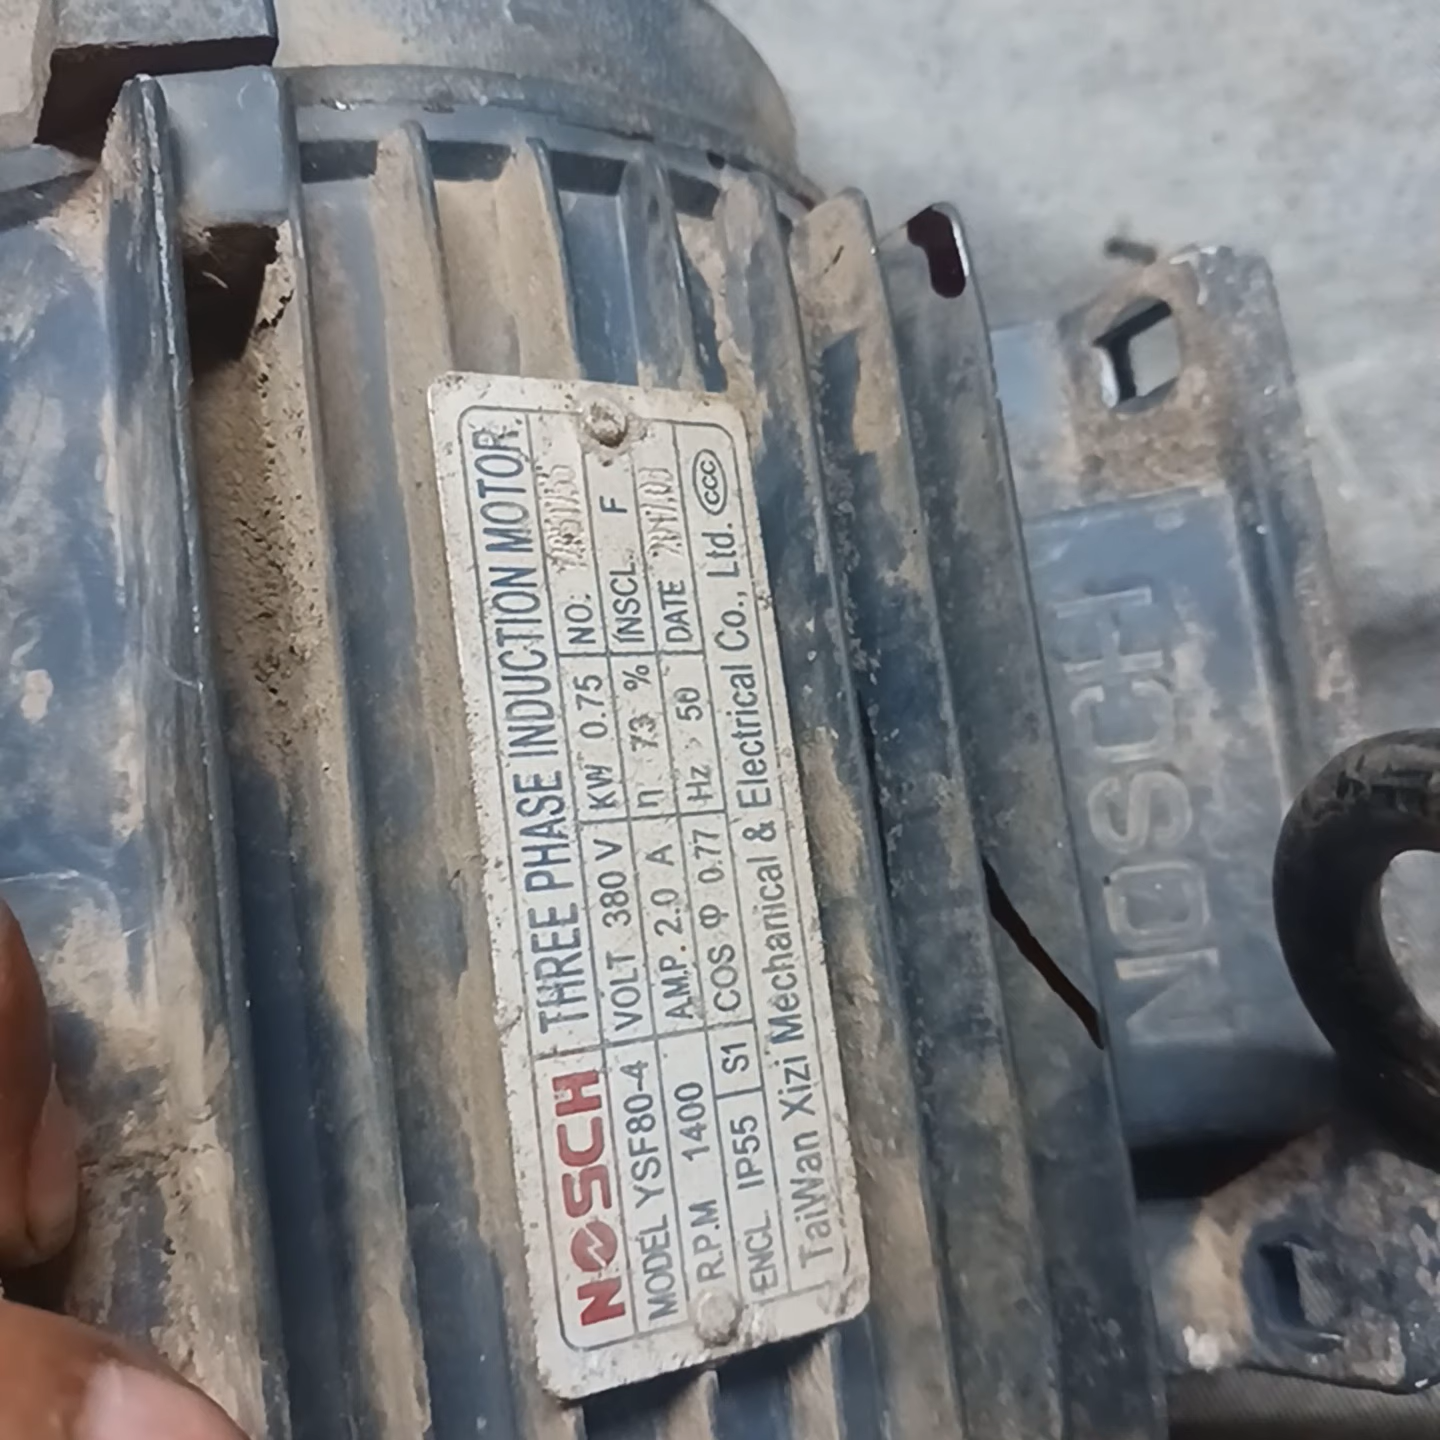 NOSCH THREE PHASE INDUCTION MOTOR
MODEL YSF80-4 VOLT 380 V KW 0.75 NO:
R.P.M 1400 AMP. 2.0 A η 73 % INSCL. F
ENCL IP55 S1 COS Φ 0.77 Hz 50 DATE
TaiWan Xizi Mechanical & Electrical Co., Ltd. CCC
NOSCH